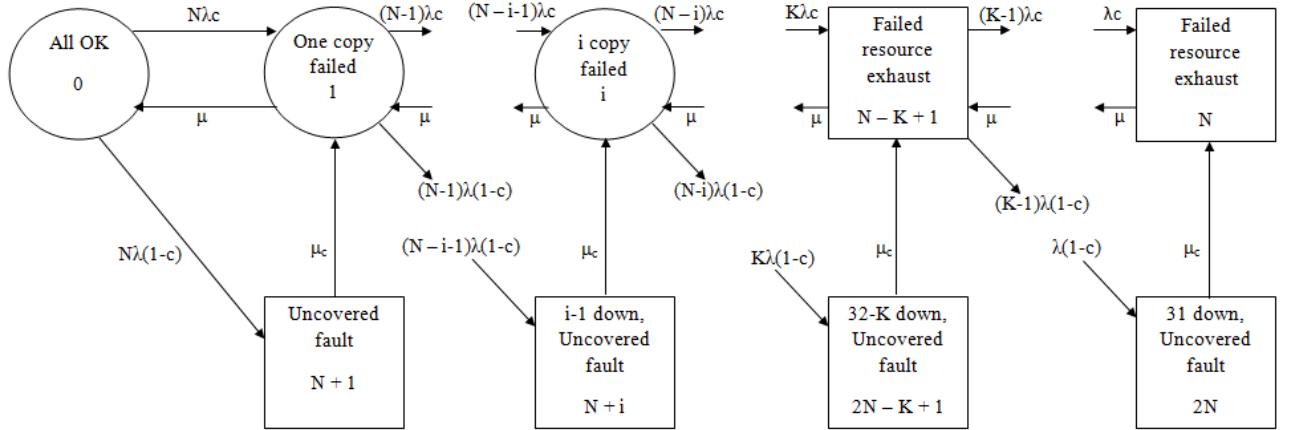 Nλc
(N-1)λc
(N – i-1)λc
(N – i)λc
Kλc
(K-1)λc
λc
All OK
0
One copy
failed
1
i copy
failed
i
Failed
resource
exhaust
N – K + 1
Failed
resource
exhaust
N
μ
μ
μ
μ
μ
μ
μ
(N-1)λ(1-c)
(N-i)λ(1-c)
(K-1)λ(1-c)
Nλ(1-c)
μc
(N – i-1)λ(1-c)
μc
Kλ(1-c)
μc
λ(1-c)
μc
Uncovered
fault
N + 1
i-1 down,
Uncovered
fault
N + i
32-K down,
Uncovered
fault
2N – K + 1
31 down,
Uncovered
fault
2N